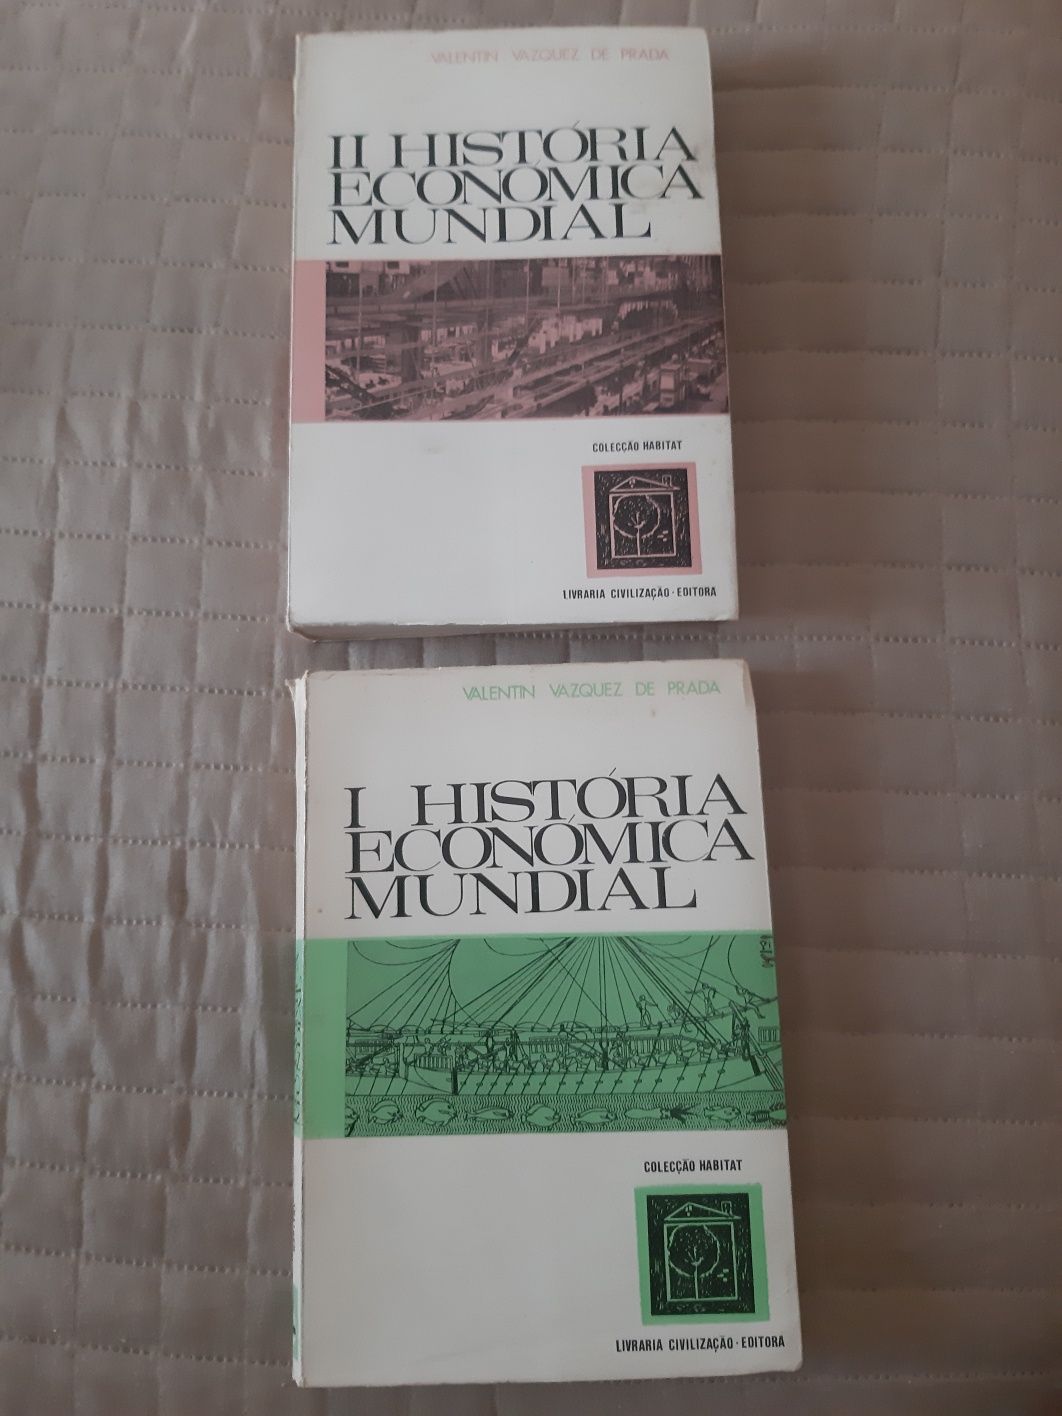 VALENTIN VAZQUEZ DE PRADA
II HISTÓRIA
ECONÓMICA
MUNDIAL
COLECÇÃO HABITAT
LIVRARIA CIVILIZAÇÃO · EDITORA
VALENTIN VAZQUEZ DE PRADA
I HISTÓRIA
ECONÓMICA
MUNDIAL
COLECÇÃO HABITAT
LIVRARIA CIVILIZAÇÃO · EDITORA